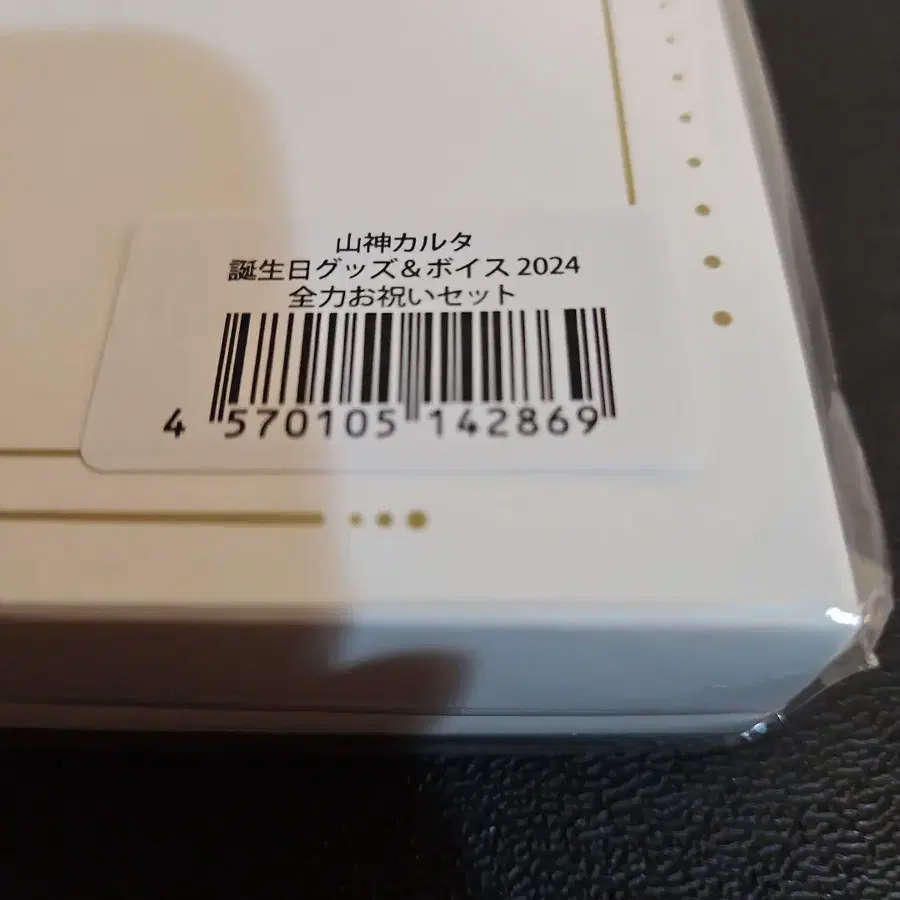 山神カルタ
誕生日グッズ&ボイス 2024
全力お祝いセット
4 570105 142869